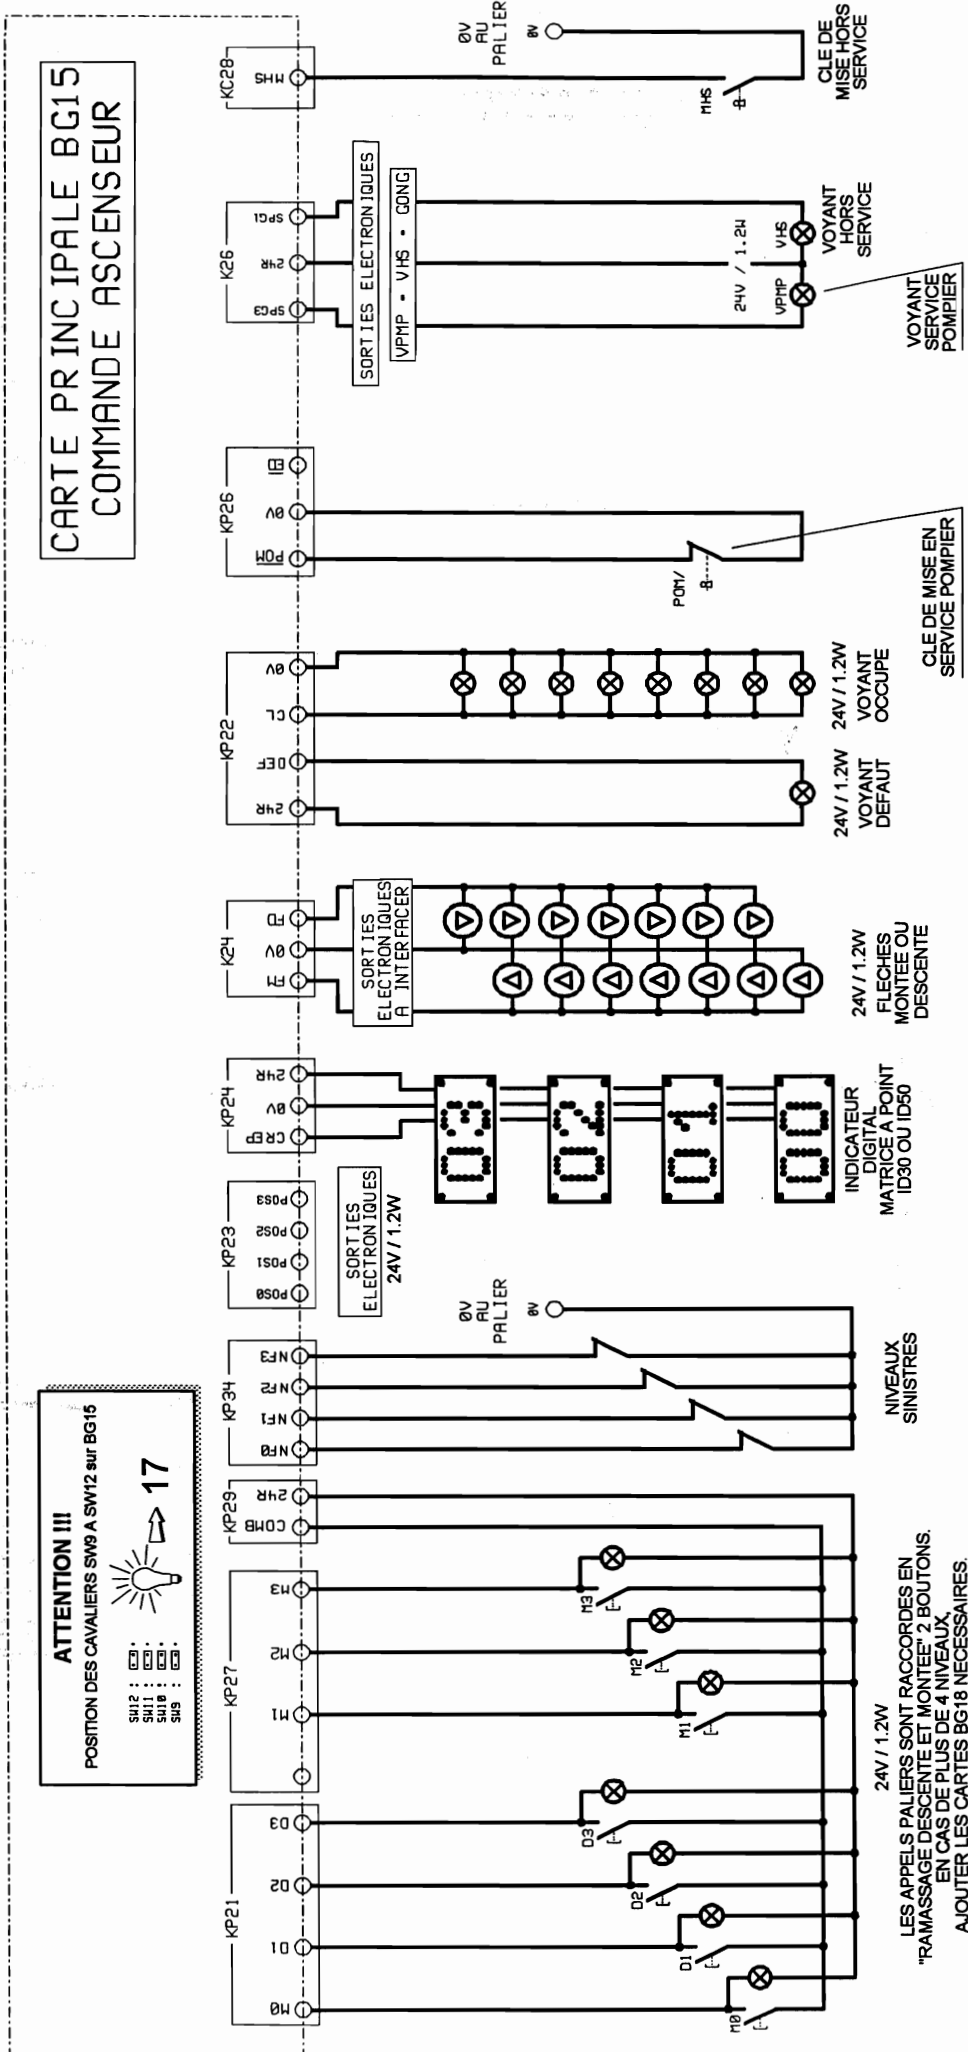 CARTE PRINCIPALE BG15
COMMANDE ASCENSEUR
ATTENTION !!!
POSITION DES CAVALIERS SW9 A SW12 sur BG15
SW12 :
SW11 :
SW10 :
SW9 :
17
KP21
M0
D1
D2
D3
KP27
M1
M2
M3
KP29
COMB
24R
KP34
NF0
NF1
NF2
NF3
KP23
POS0
POS1
POS2
POS3
KP24
CREP
0V
24R
K24
FM
0V
FD
KP22
24R
DEF
CL
0V
KP26
POM
0V
K26
SPG3
24R
SPG1
KC28
MHS
M0
D1
D2
D3
M1
M2
M3
24V / 1.2W
LES APPELS PALIERS SONT RACCORDES EN
"RAMASSAGE DESCENTE ET MONTEE" 2 BOUTONS.
EN CAS DE PLUS DE 4 NIVEAUX,
AJOUTER LES CARTES BG18 NECESSAIRES.
0V
AU
PALIER
0V
NIVEAUX
SINISTRES
SORTIES
ELECTRONIQUES
24V / 1.2W
INDICATEUR
DIGITAL
MATRICE A POINT
ID30 OU ID50
SORTIES
ELECTRONIQUES
A INTERFACER
24V / 1.2W
FLECHES
MONTEE OU
DESCENTE
24V / 1.2W
VOYANT
DEFAUT
24V / 1.2W
VOYANT
OCCUPE
POM/
CLE DE MISE EN
SERVICE POMPIER
SORTIES ELECTRONIQUES
VPMP - VHS - GONG
24V / 1.2W
VPMP
VHS
VOYANT
SERVICE
POMPIER
VOYANT
HORS
SERVICE
0V
AU
PALIER
0V
MHS
CLE DE
MISE HORS
SERVICE